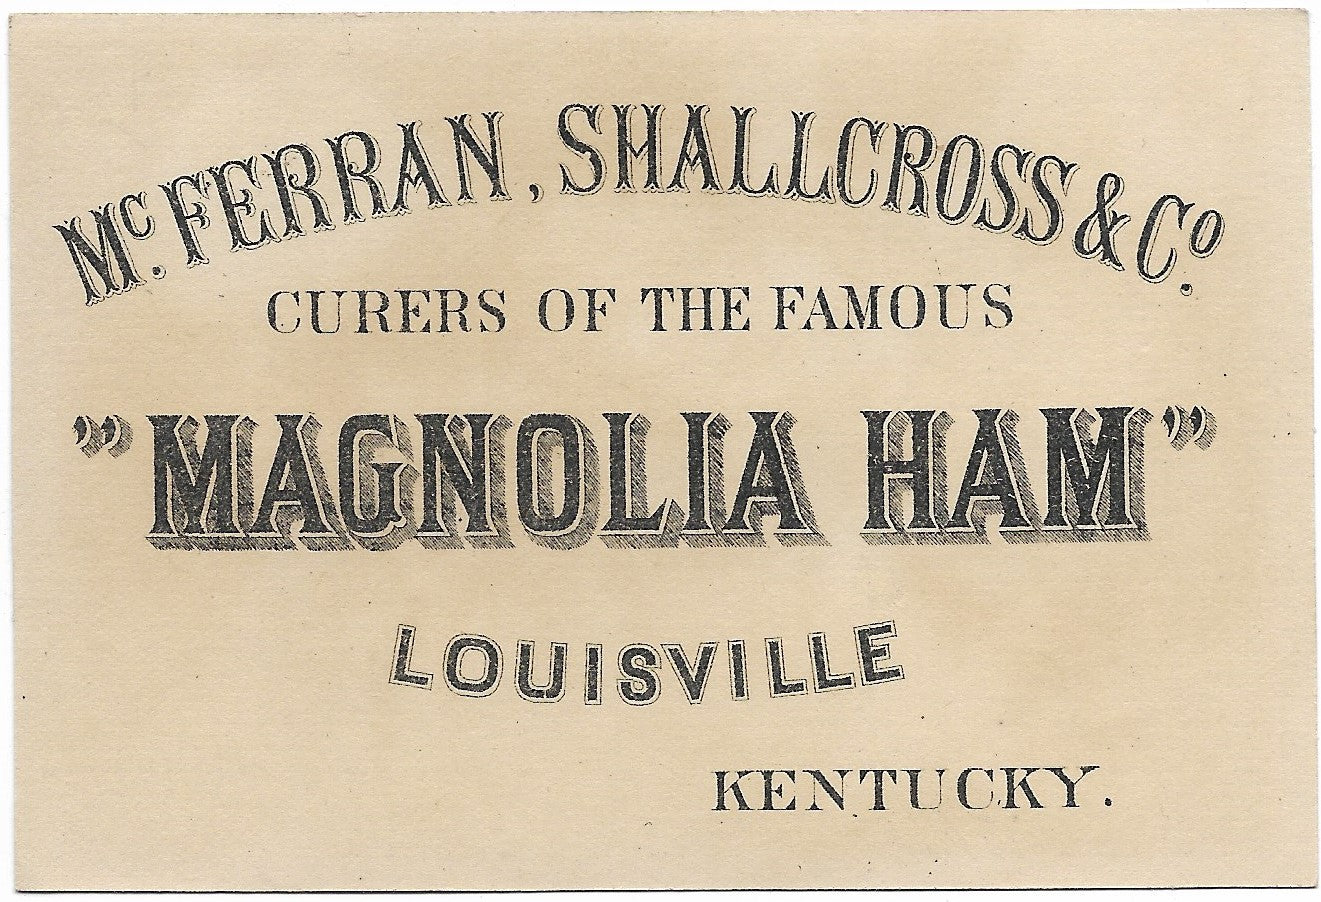 Mc. FERRAN, SHALLCROSS & Co.
CURERS OF THE FAMOUS
"MAGNOLIA HAM"
LOUISVILLE
KENTUCKY.